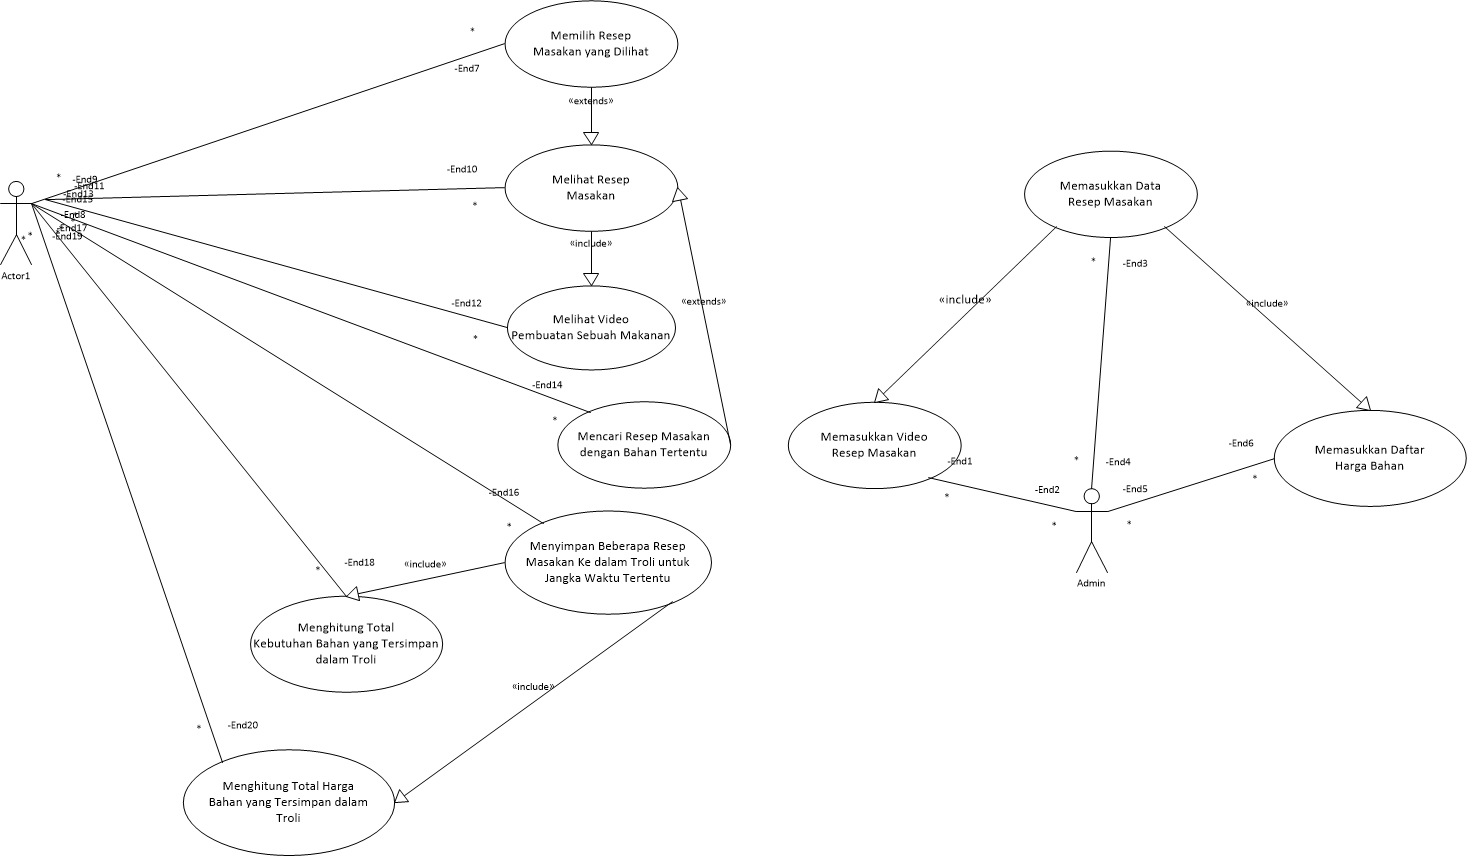 Memilih Resep
Masakan yang Dilihat
*
-End7
«extends»
*
-End9
-End11
-End13
-End15
-End8
-End17
-End19
*
*
*
Actor1
-End10
*
Melihat Resep
Masakan
«include»
-End12
*
Melihat Video
Pembuatan Sebuah Makanan
«extends»
-End14
*
Mencari Resep Masakan
dengan Bahan Tertentu
-End16
*
Menyimpan Beberapa Resep
Masakan Ke dalam Troli untuk
Jangka Waktu Tertentu
-End18
*
«include»
Menghitung Total
Kebutuhan Bahan yang Tersimpan
dalam Troli
«include»
-End20
*
Menghitung Total Harga
Bahan yang Tersimpan dalam
Troli
Memasukkan Data
Resep Masakan
*
-End3
«include»
«include»
Memasukkan Video
Resep Masakan
-End1
*
-End2
*
*
-End4
-End5
*
-End6
*
Memasukkan Daftar
Harga Bahan
Admin